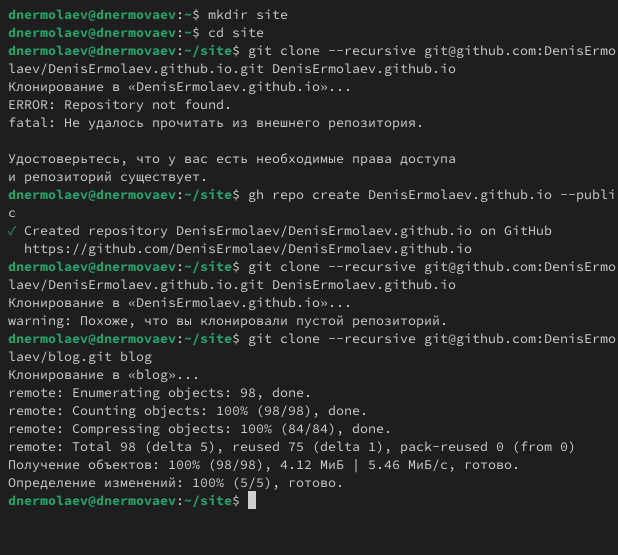 dnermolaev@dnermovaev:~$ mkdir site
dnermolaev@dnermovaev:~$ cd site
dnermolaev@dnermovaev:~/site$ git clone --recursive git@github.com:DenisErmo
laev/DenisErmolaev.github.io.git DenisErmolaev.github.io
Клонирование в «DenisErmolaev.github.io»...
ERROR: Repository not found.
fatal: Не удалось прочитать из внешнего репозитория.

Удостоверьтесь, что у вас есть необходимые права доступа
и репозиторий существует.
dnermolaev@dnermovaev:~/site$ gh repo create DenisErmolaev.github.io --publi
c
✓ Created repository DenisErmolaev/DenisErmolaev.github.io on GitHub
  https://github.com/DenisErmolaev/DenisErmolaev.github.io
dnermolaev@dnermovaev:~/site$ git clone --recursive git@github.com:DenisErmo
laev/DenisErmolaev.github.io.git DenisErmolaev.github.io
Клонирование в «DenisErmolaev.github.io»...
warning: Похоже, что вы клонировали пустой репозиторий.
dnermolaev@dnermovaev:~/site$ git clone --recursive git@github.com:DenisErmo
laev/blog.git blog
Клонирование в «blog»...
remote: Enumerating objects: 98, done.
remote: Counting objects: 100% (98/98), done.
remote: Compressing objects: 100% (84/84), done.
remote: Total 98 (delta 5), reused 75 (delta 1), pack-reused 0 (from 0)
Получение объектов: 100% (98/98), 4.12 МиБ | 5.46 МиБ/с, готово.
Определение изменений: 100% (5/5), готово.
dnermolaev@dnermovaev:~/site$